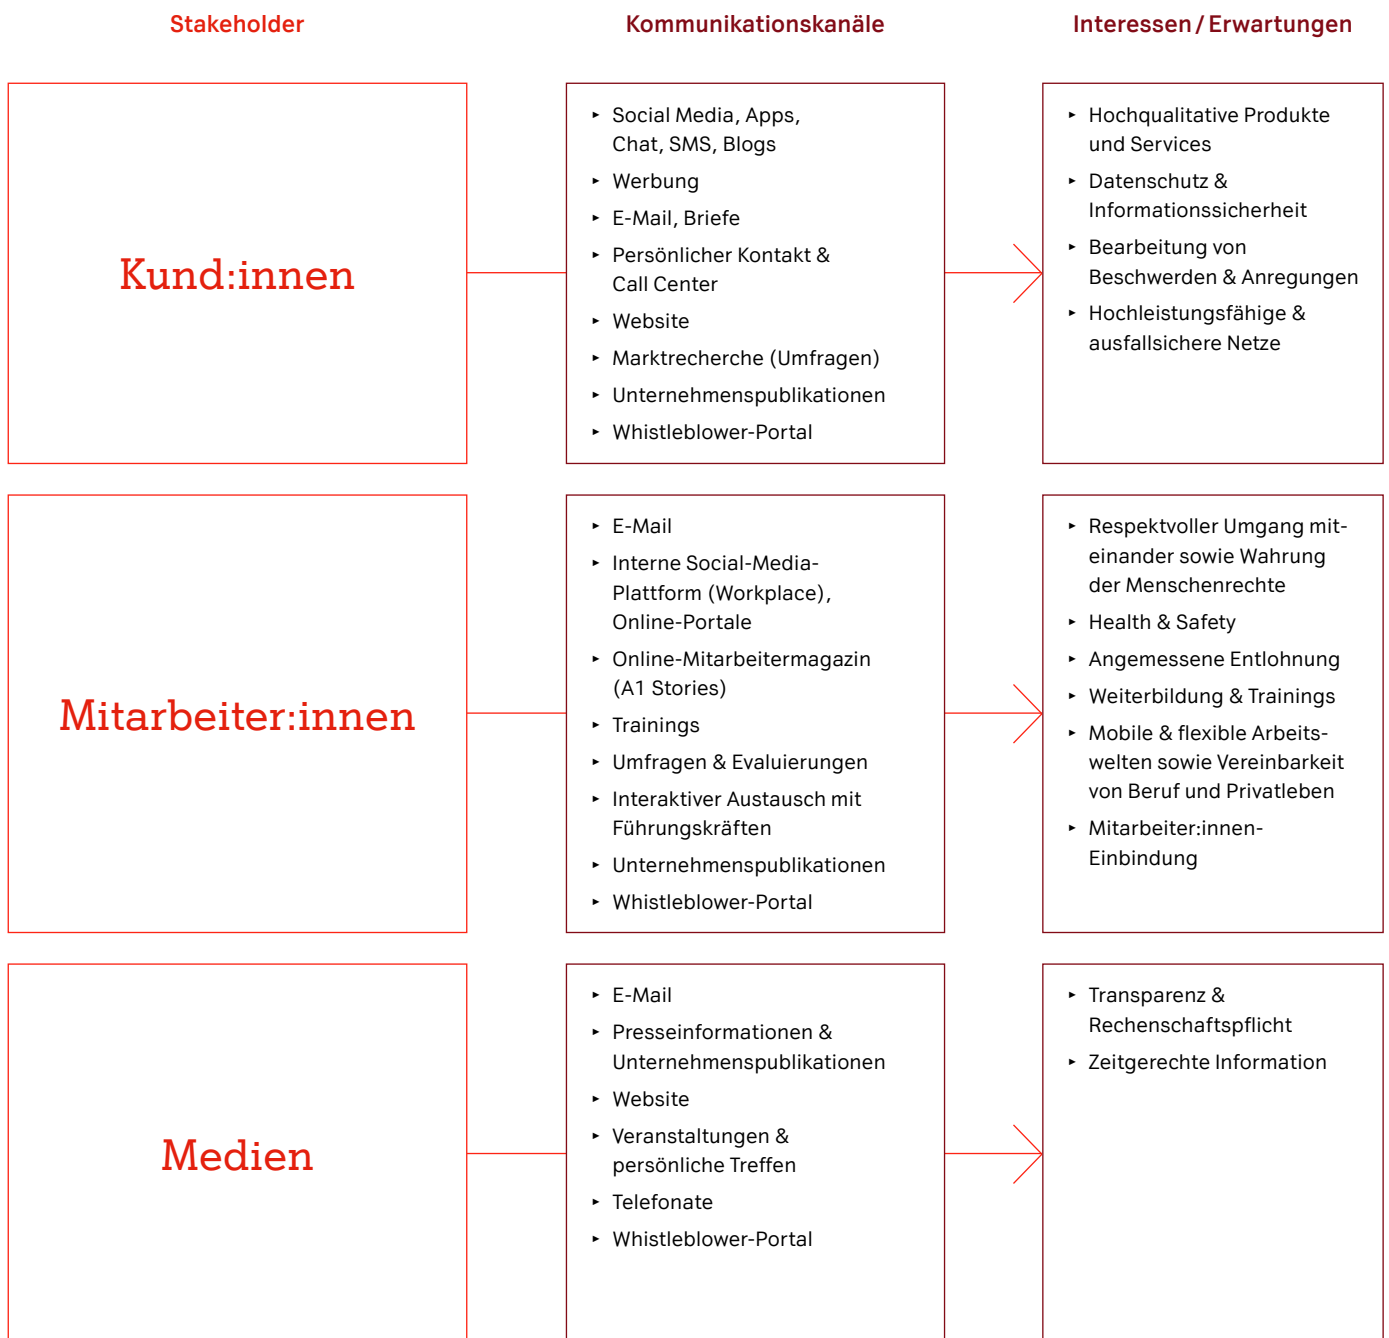 Stakeholder
Kommunikationskanäle
Interessen / Erwartungen
Kund:innen
▸ Social Media, Apps,
Chat, SMS, Blogs
▸ Werbung
▸ E-Mail, Briefe
▸ Persönlicher Kontakt &
Call Center
▸ Website
▸ Marktrecherche (Umfragen)
▸ Unternehmenspublikationen
▸ Whistleblower-Portal
▸ Hochqualitative Produkte
und Services
▸ Datenschutz &
Informationssicherheit
▸ Bearbeitung von
Beschwerden & Anregungen
▸ Hochleistungsfähige &
ausfallsichere Netze
Mitarbeiter:innen
▸ E-Mail
▸ Interne Social-Media-
Plattform (Workplace),
Online-Portale
▸ Online-Mitarbeitermagazin
(A1 Stories)
▸ Trainings
▸ Umfragen & Evaluierungen
▸ Interaktiver Austausch mit
Führungskräften
▸ Unternehmenspublikationen
▸ Whistleblower-Portal
▸ Respektvoller Umgang mit-
einander sowie Wahrung
der Menschenrechte
▸ Health & Safety
▸ Angemessene Entlohnung
▸ Weiterbildung & Trainings
▸ Mobile & flexible Arbeits-
welten sowie Vereinbarkeit
von Beruf und Privatleben
▸ Mitarbeiter:innen-
Einbindung
Medien
▸ E-Mail
▸ Presseinformationen &
Unternehmenspublikationen
▸ Website
▸ Veranstaltungen &
persönliche Treffen
▸ Telefonate
▸ Whistleblower-Portal
▸ Transparenz &
Rechenschaftspflicht
▸ Zeitgerechte Information